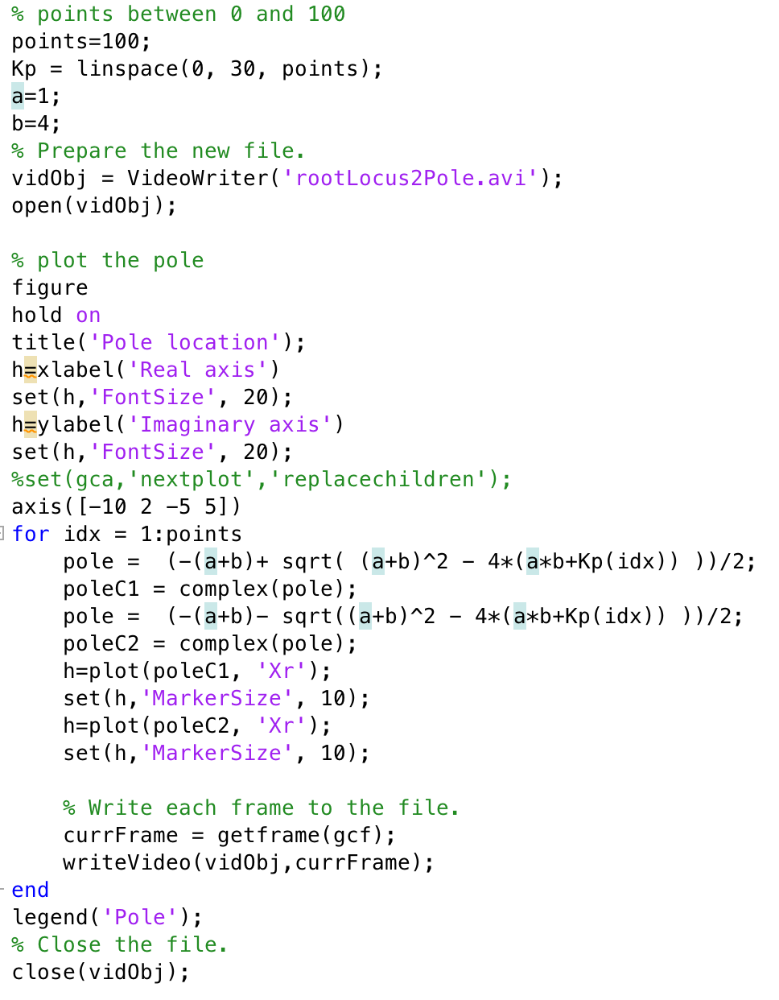 % points between 0 and 100
points=100;
Kp = linspace(0, 30, points);
a=1;
b=4;
% Prepare the new file.
vidObj = VideoWriter('rootLocus2Pole.avi');
open(vidObj);
% plot the pole
figure
hold on
title('Pole location');
h=xlabel('Real axis')
set(h,'FontSize', 20);
h=ylabel('Imaginary axis')
set(h,'FontSize', 20);
%set(gca,'nextplot','replacechildren');
axis([-10 2 -5 5])
for idx = 1:points
    pole =  (-(a+b)+ sqrt( (a+b)^2 - 4*(a*b+Kp(idx)) ))/2;
    poleC1 = complex(pole);
    pole =  (-(a+b)- sqrt((a+b)^2 - 4*(a*b+Kp(idx)) ))/2;
    poleC2 = complex(pole);
    h=plot(poleC1, 'Xr');
    set(h,'MarkerSize', 10);
    h=plot(poleC2, 'Xr');
    set(h,'MarkerSize', 10);
    % Write each frame to the file.
    currFrame = getframe(gcf);
    writeVideo(vidObj,currFrame);
end
legend('Pole');
% Close the file.
close(vidObj);